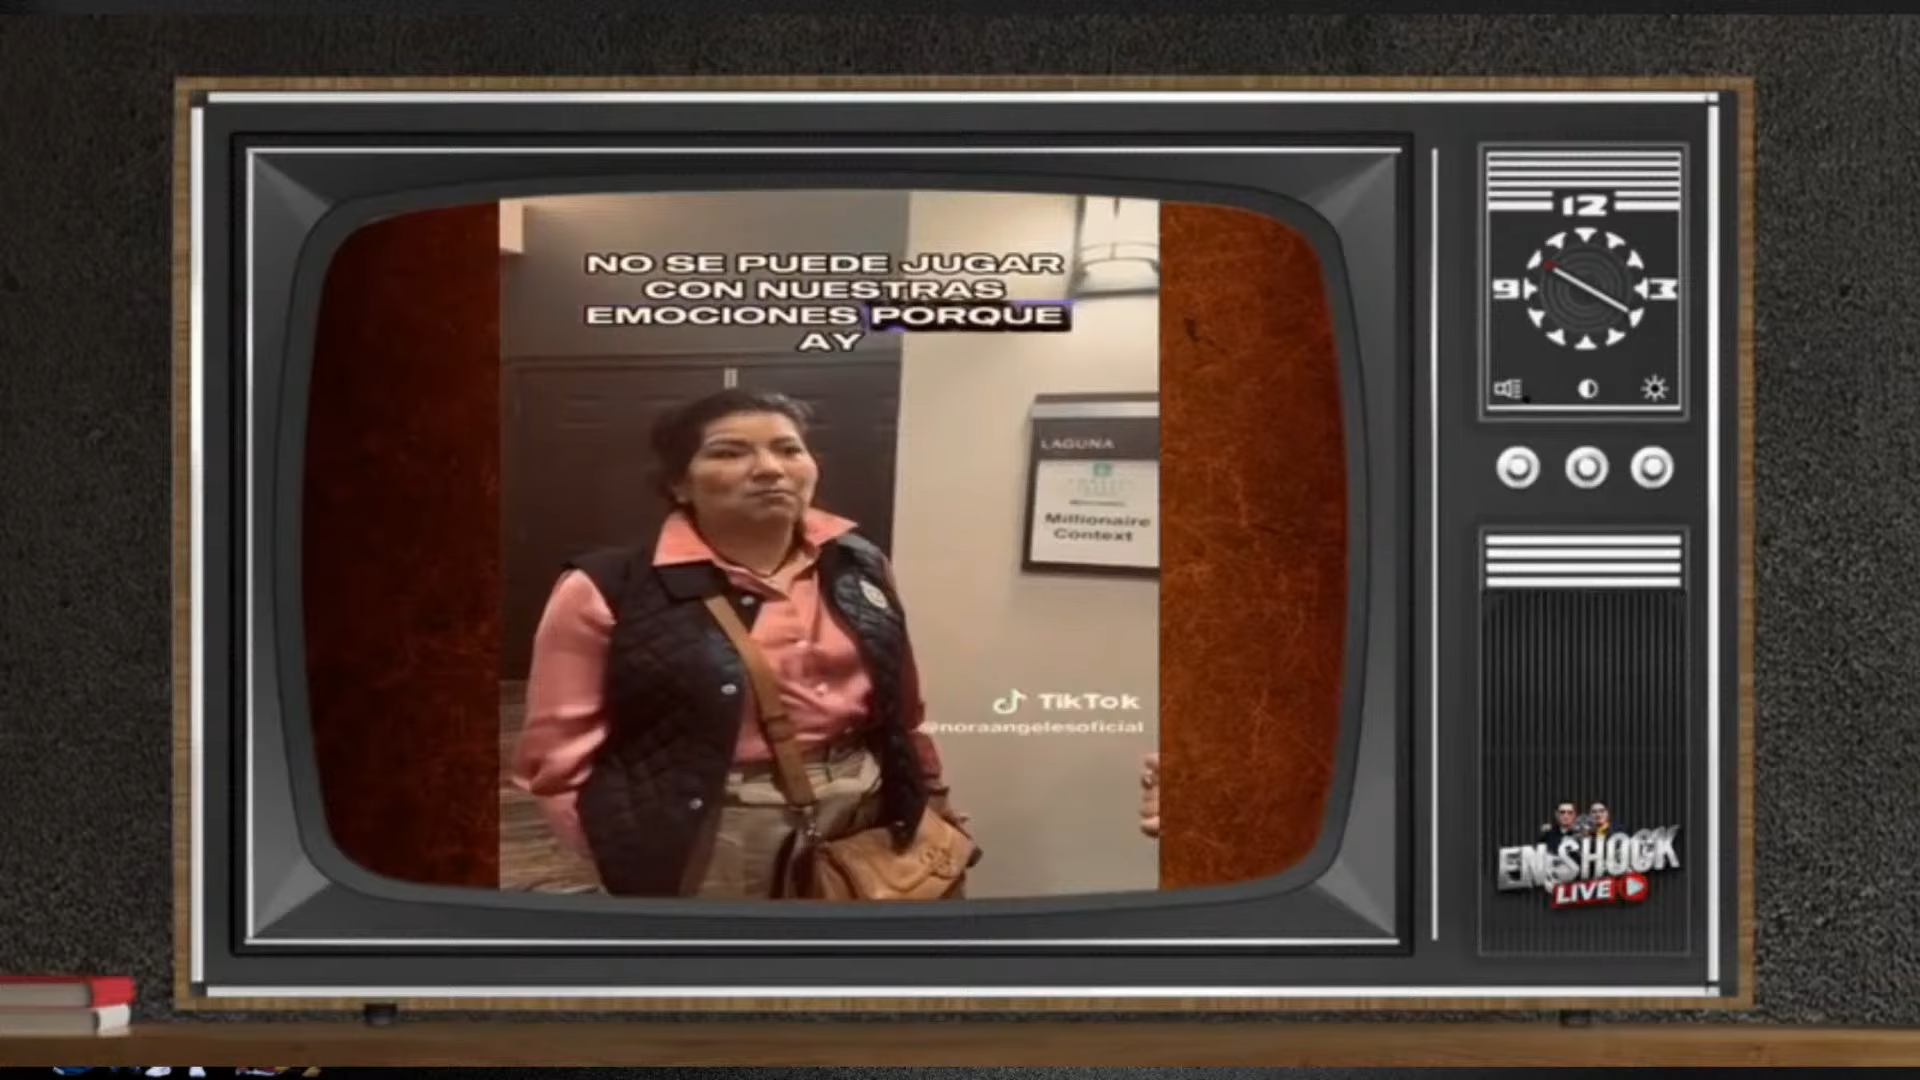 NO SE PUEDE JUGAR
CON NUESTRAS
EMOCIONES PORQUE
AY
LAGUNA
Millionaire
Context
TikTok
@noraangelesoficial
12
9
3
EN SHOCK
LIVE